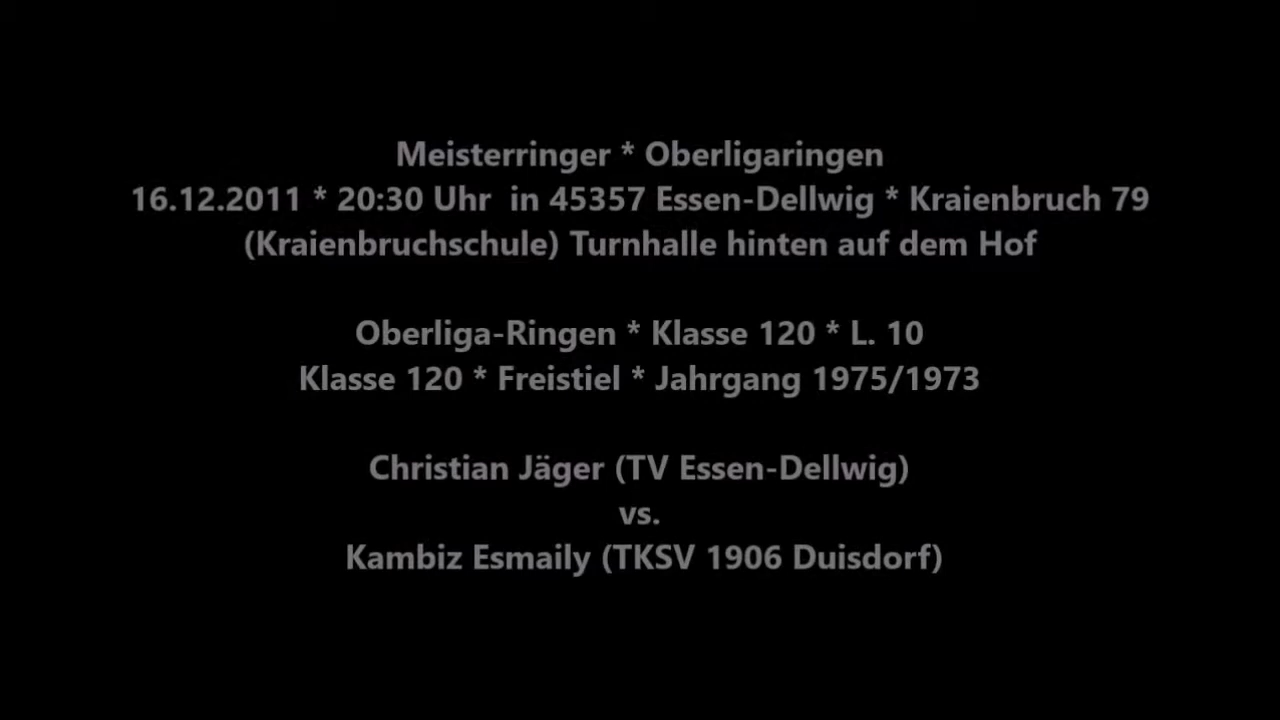 Meisterringer * Oberligaringen
16.12.2011 * 20:30 Uhr  in 45357 Essen-Dellwig * Kraienbruch 79
(Kraienbruchschule) Turnhalle hinten auf dem Hof
Oberliga-Ringen * Klasse 120 * L. 10
Klasse 120 * Freistiel * Jahrgang 1975/1973
Christian Jäger (TV Essen-Dellwig)
vs.
Kambiz Esmaily (TKSV 1906 Duisdorf)